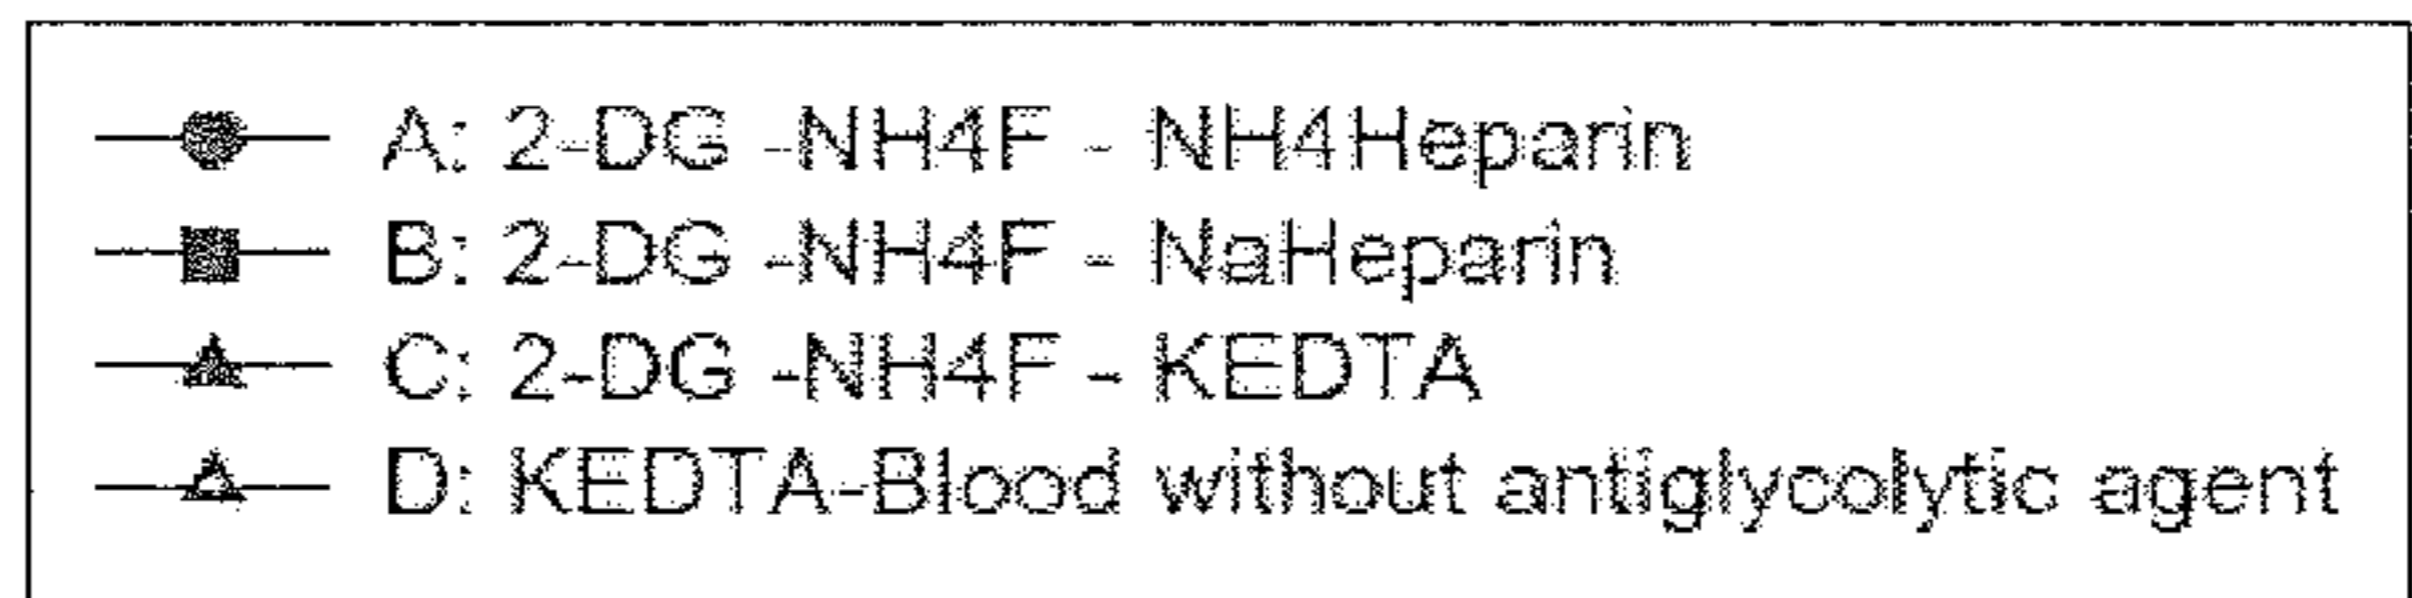 A: 2-DG -NH4F - NH4Heparin
B: 2-DG -NH4F - NaHeparin
C: 2-DG -NH4F - KEDTA
D: KEDTA-Blood without antiglycolytic agent